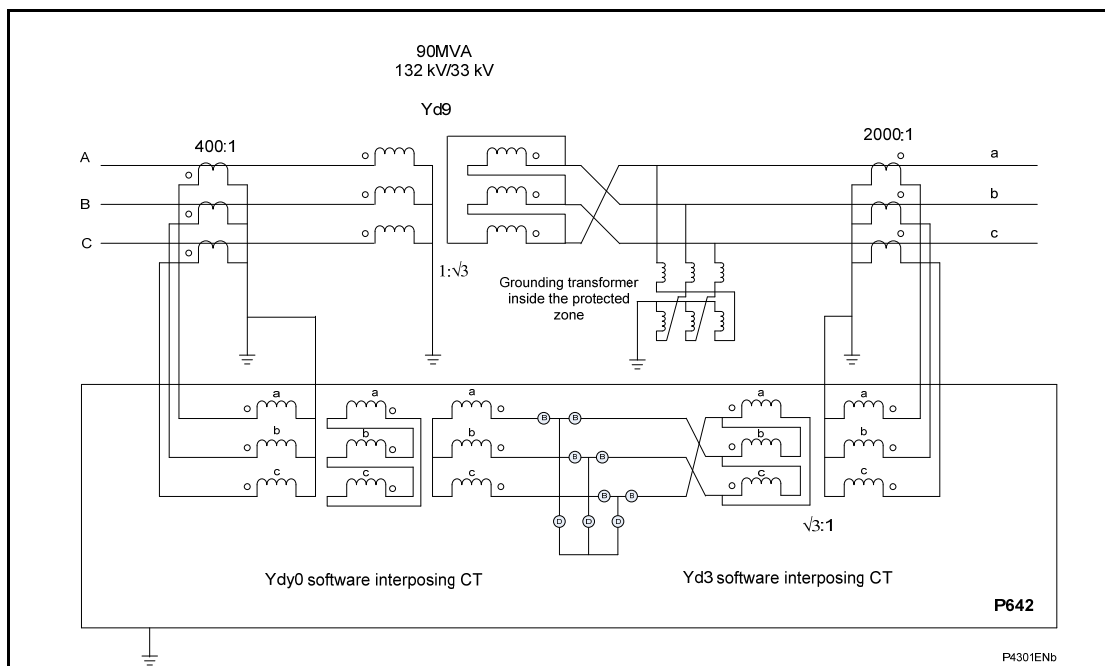 90MVA
132 kV/33 kV
Yd9
400:1
2000:1
A
a
B
b
C
c
1:√3
Grounding transformer
inside the protected
zone
a
a
a
a
a
b
b
b
b
b
c
c
c
c
c
B
B
B
B
B
B
D
D
D
√3:1
Ydy0 software interposing CT
Yd3 software interposing CT
P642
P4301ENb